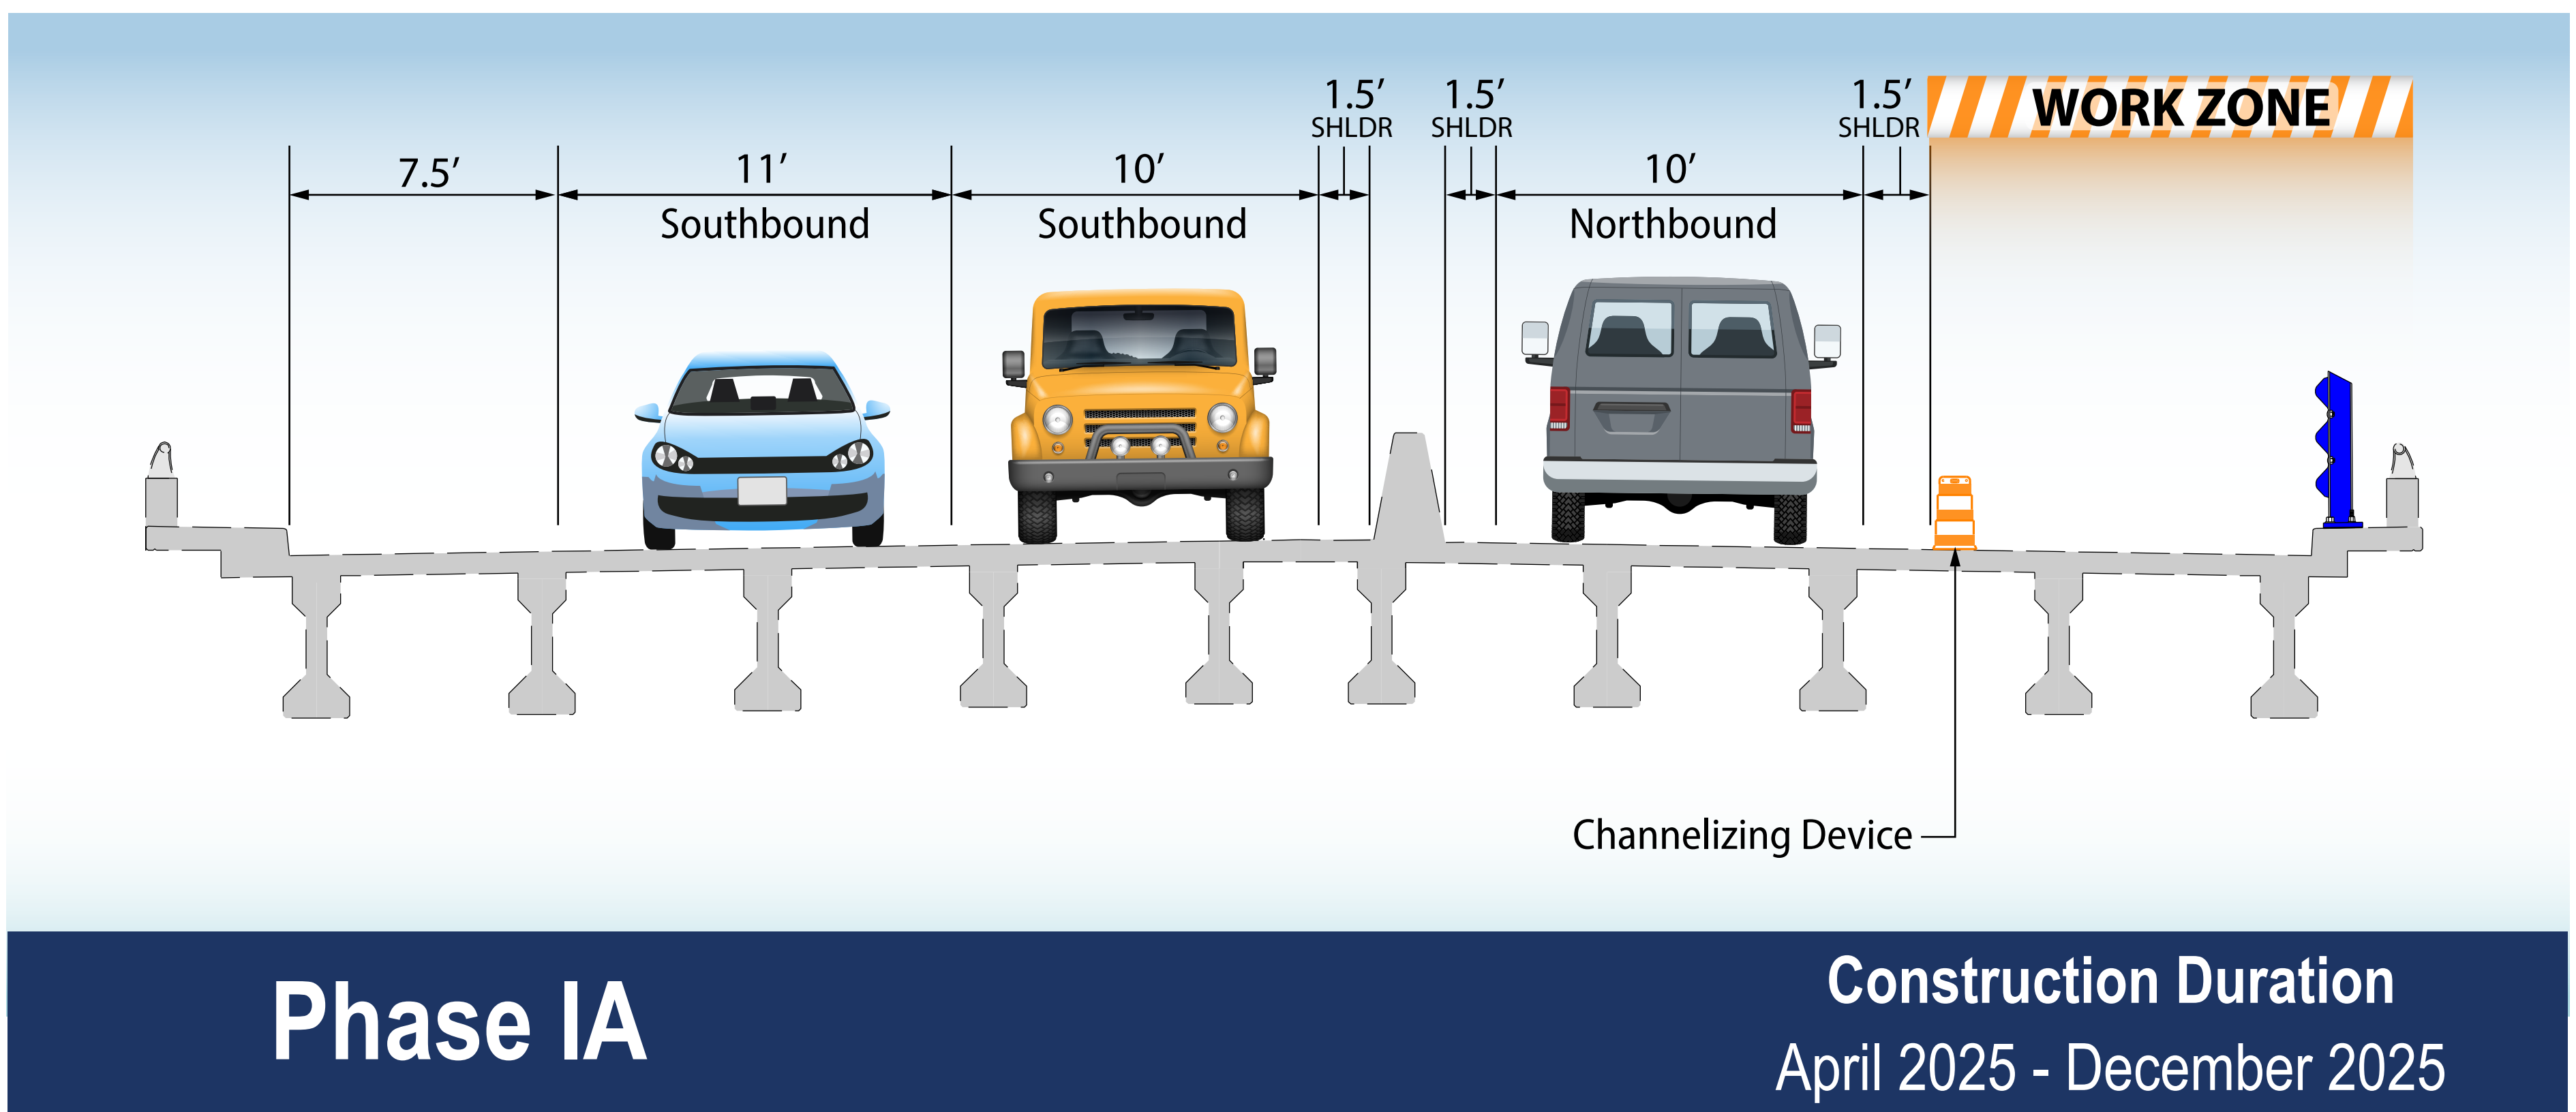 1.5’ 1.5’ 1.5’ WORK ZONE
SHLDR SHLDR SHLDR
7.5’ 11’ 10’ 10’
Southbound Southbound Northbound
Channelizing Device
Phase IA
Construction Duration
April 2025 - December 2025